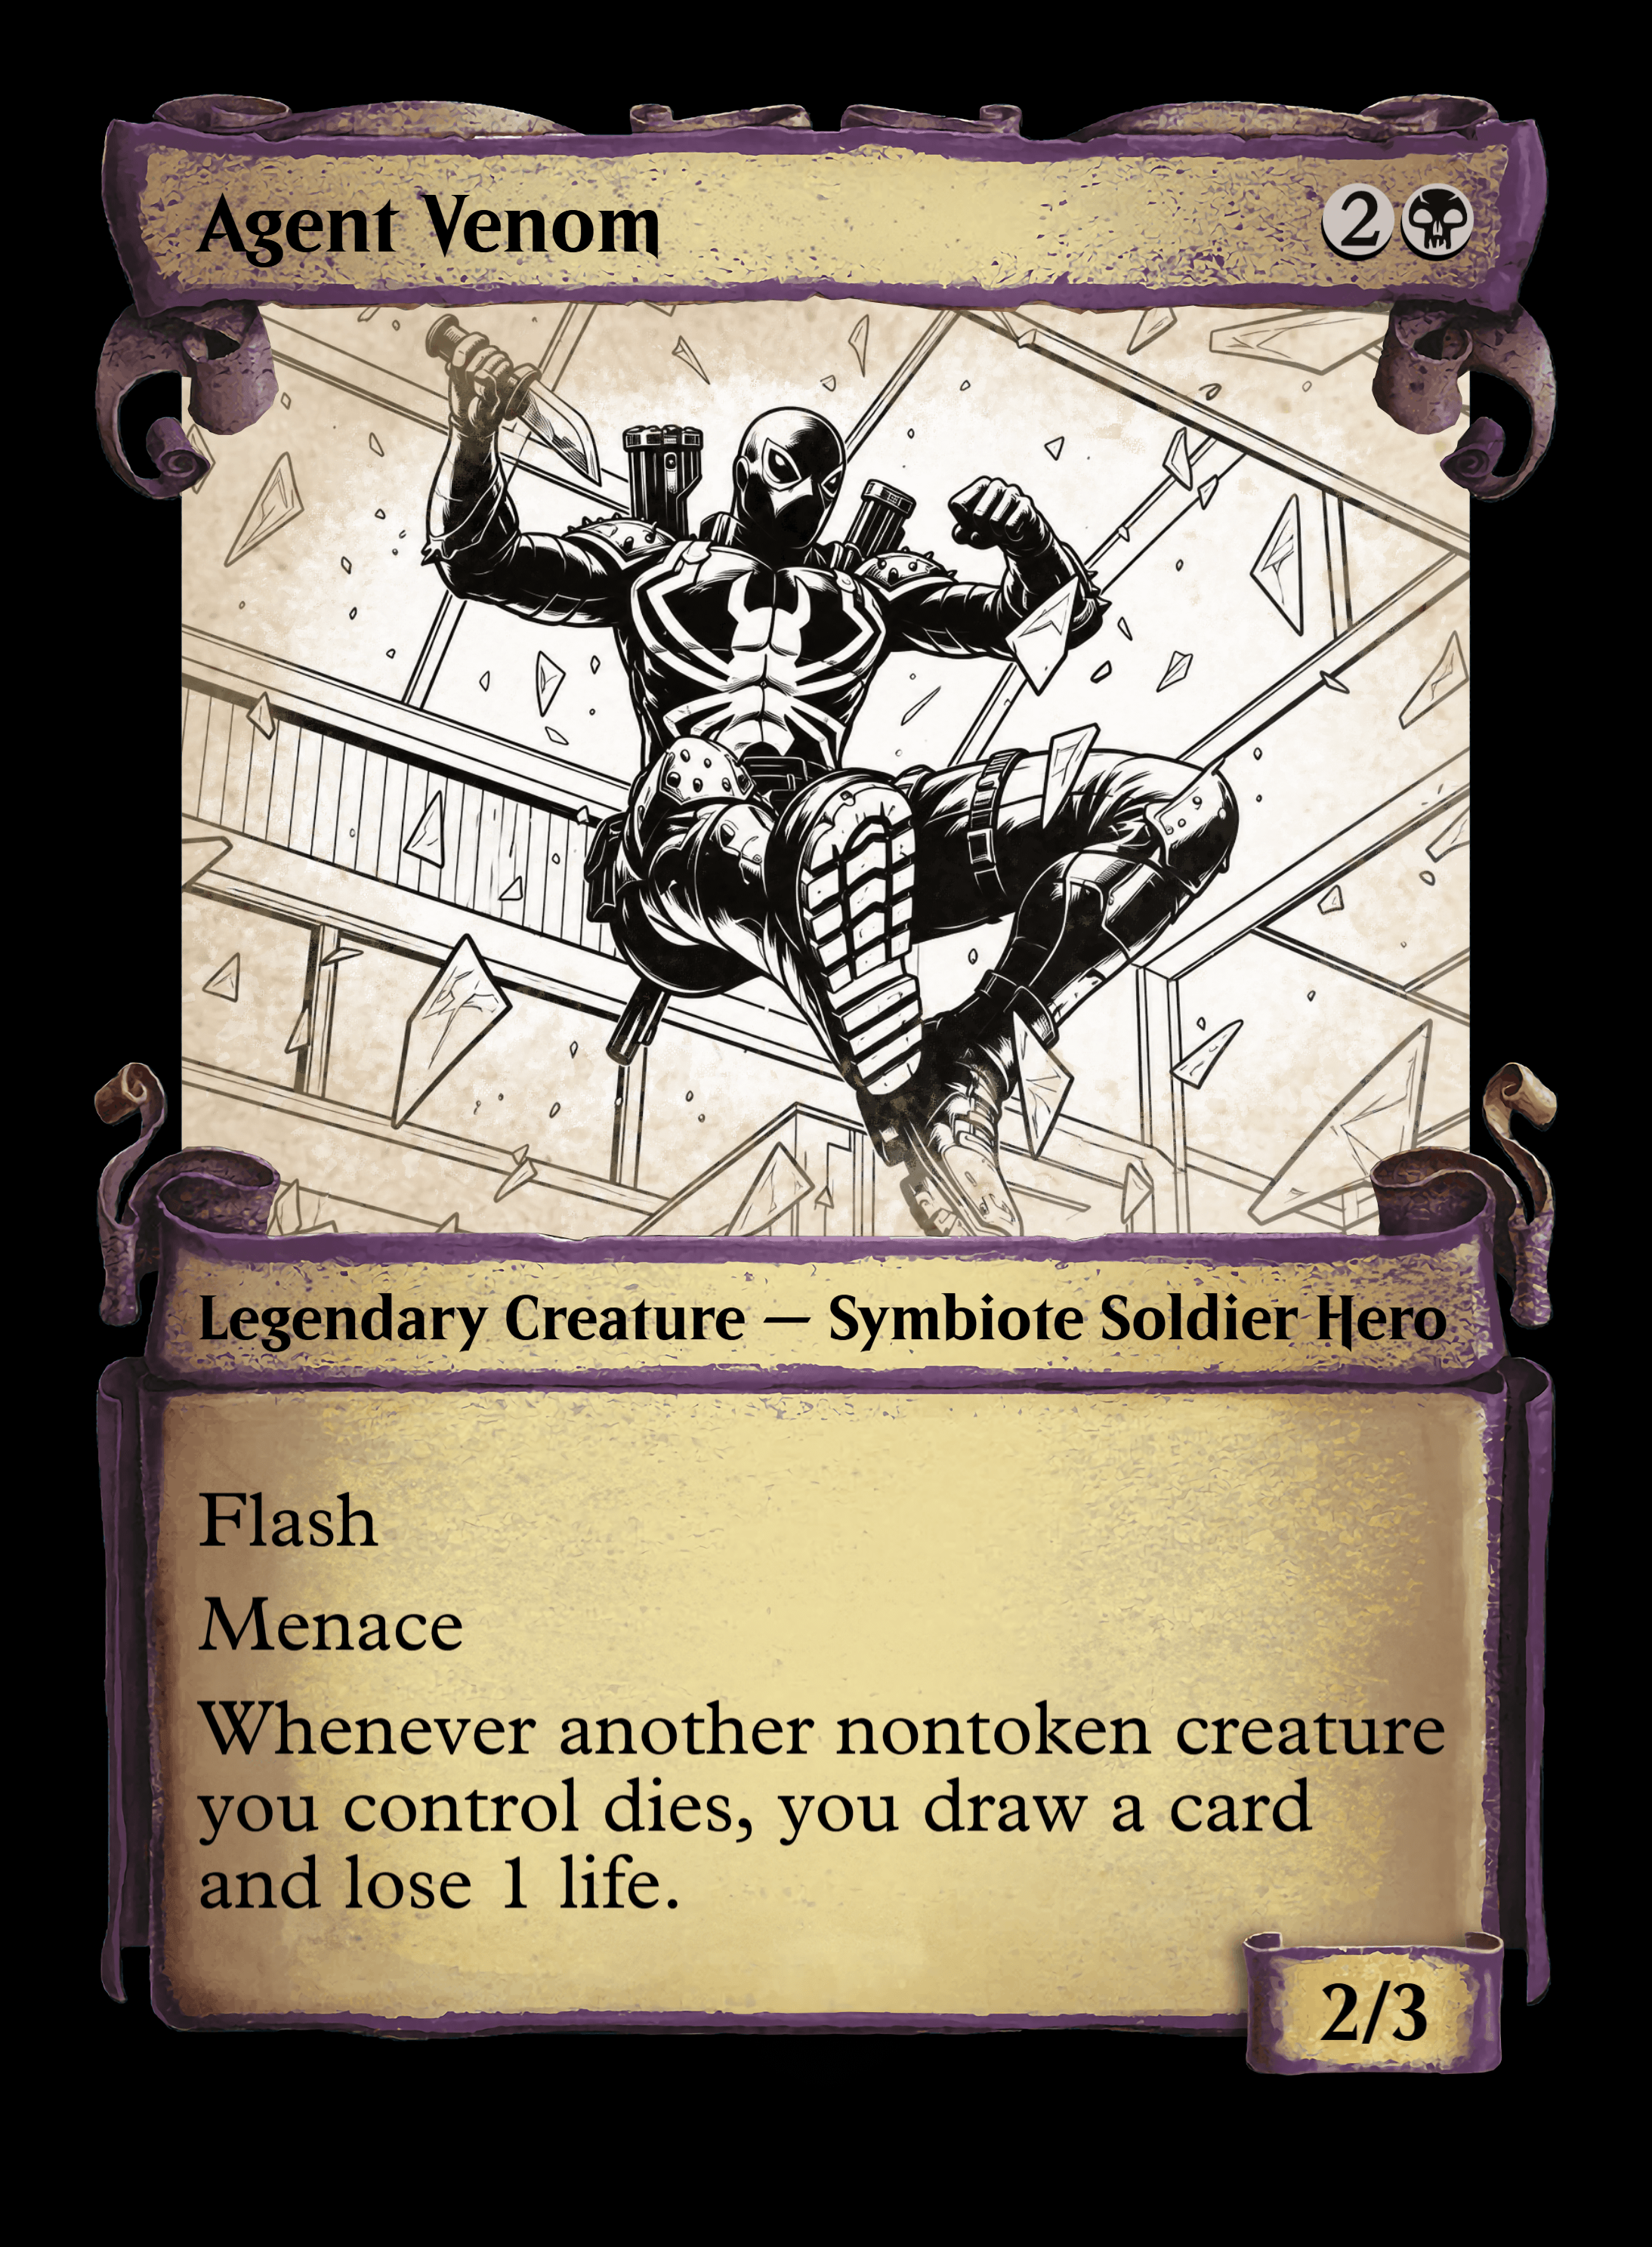 Agent Venom
2
Legendary Creature — Symbiote Soldier Hero
Flash
Menace
Whenever another nontoken creature
you control dies, you draw a card
and lose 1 life.
2/3